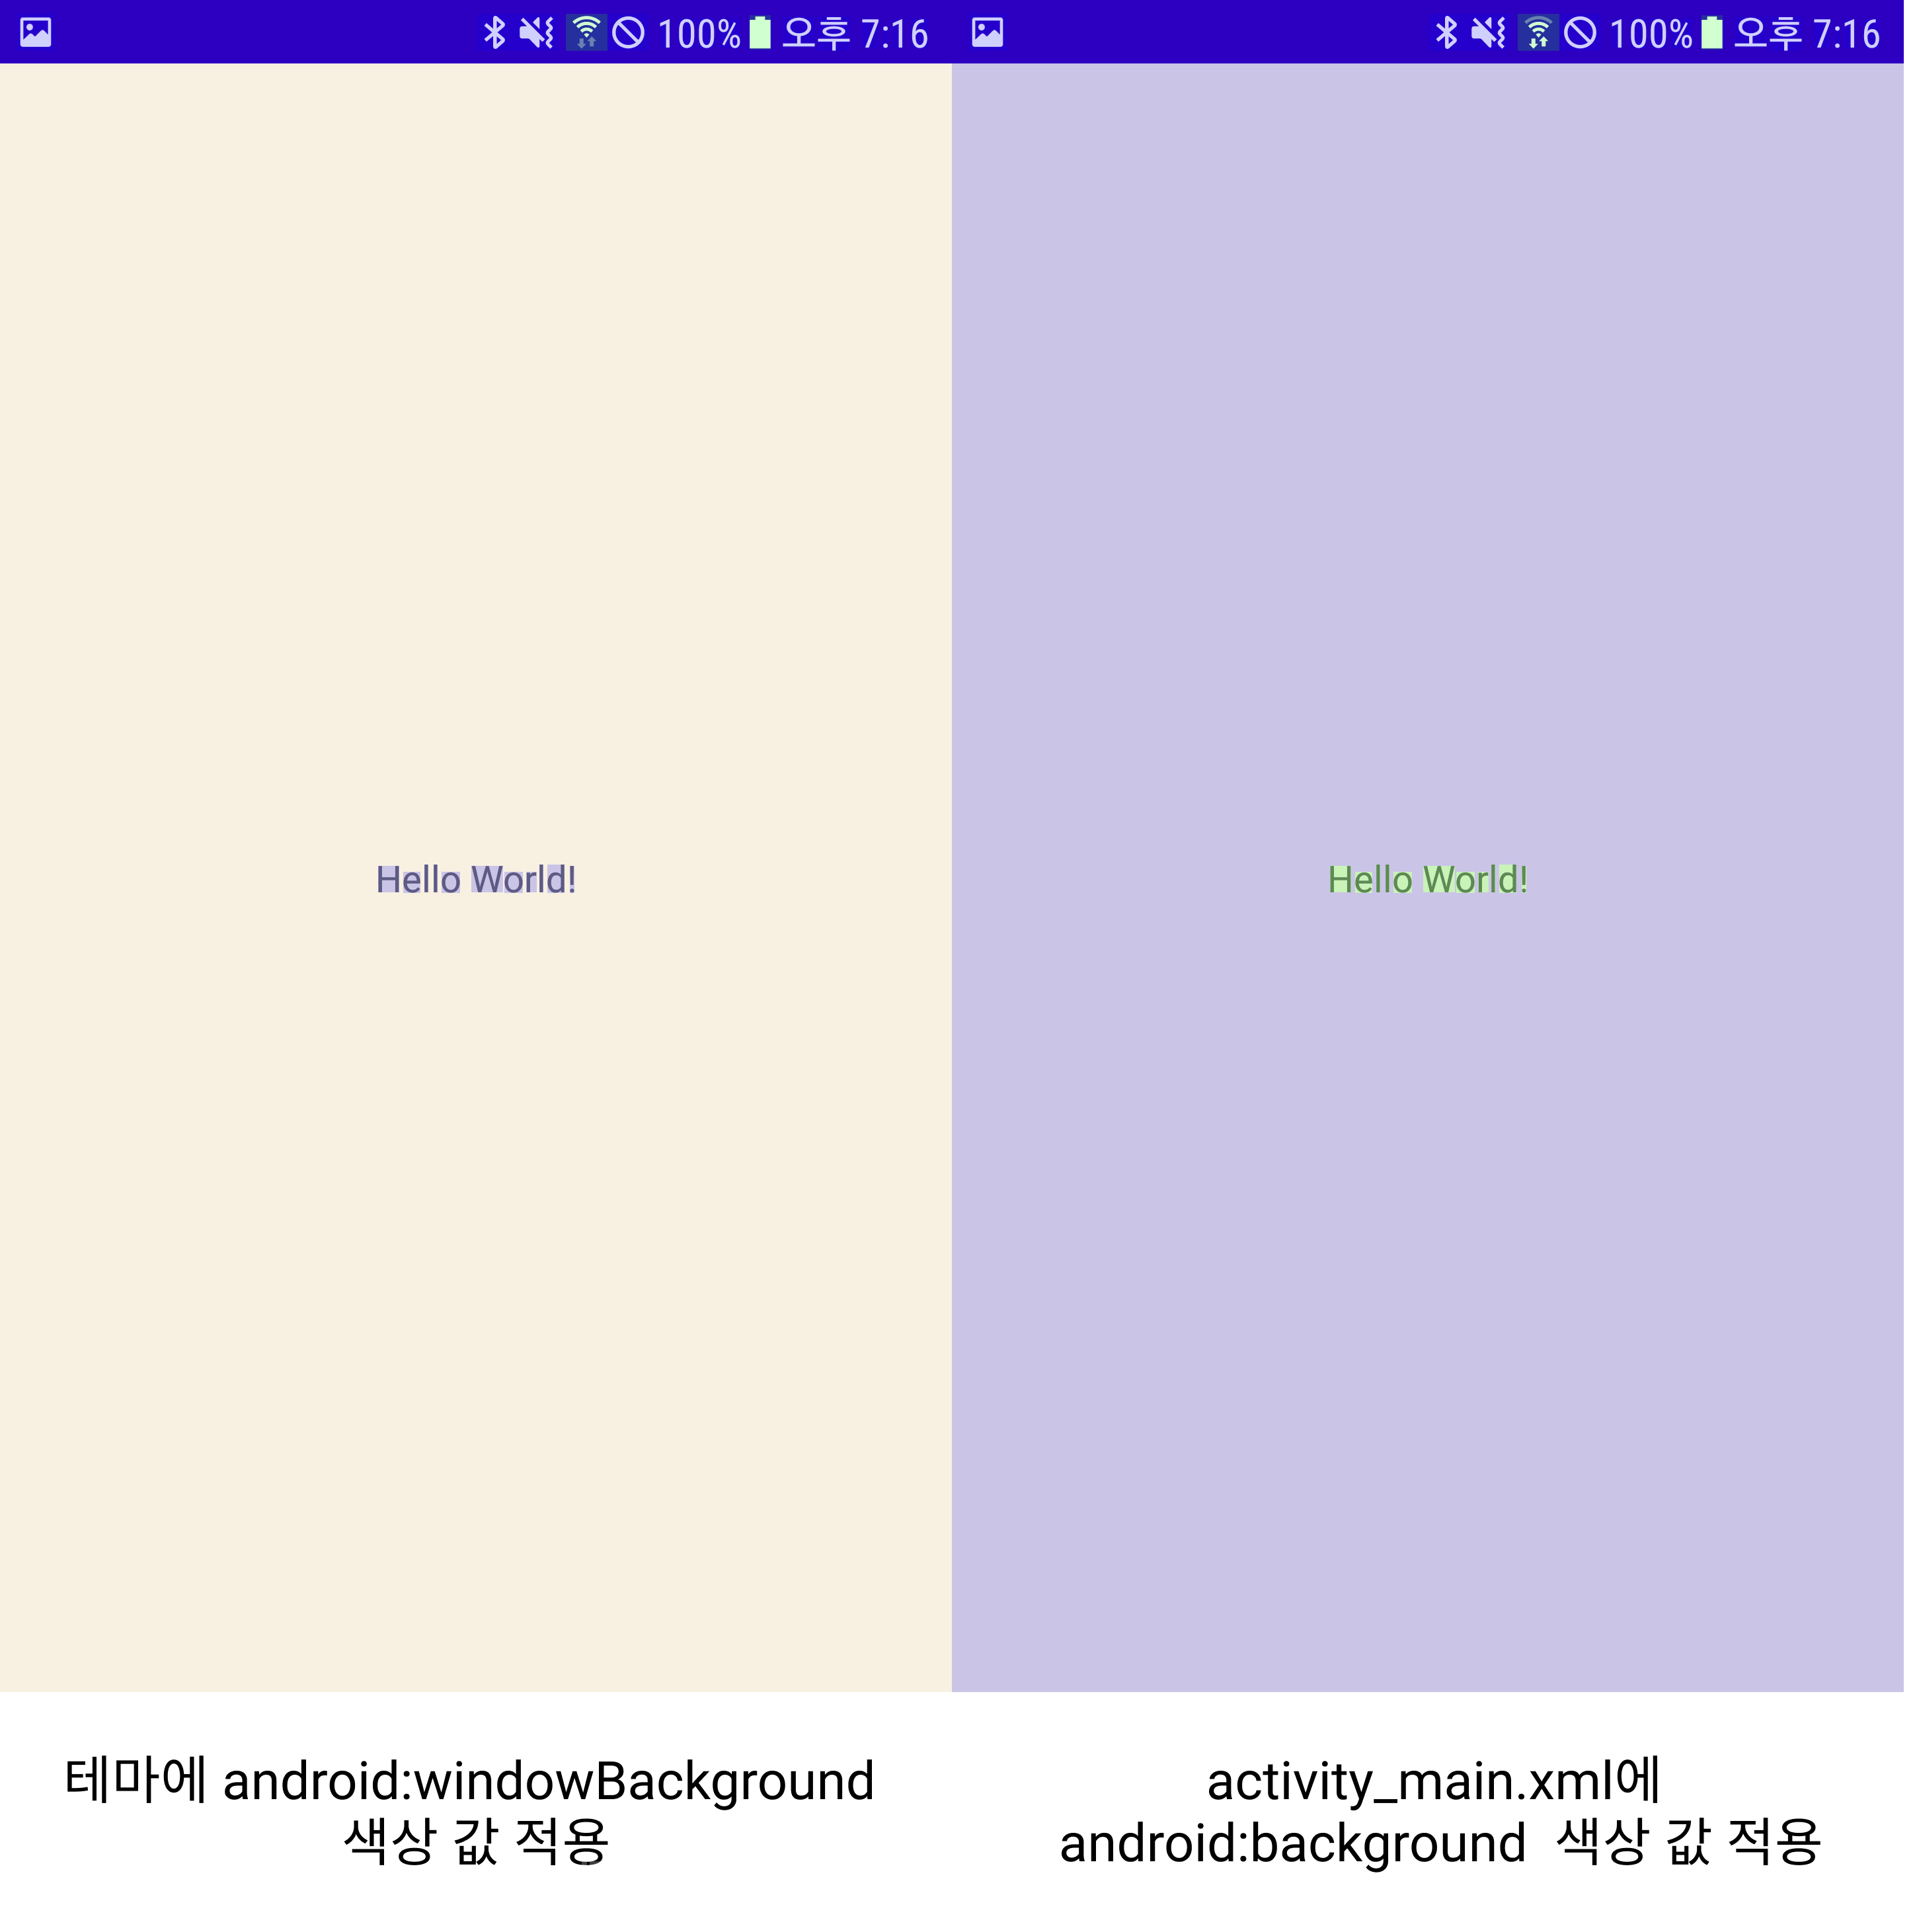 100% 오후 7:16
100% 오후 7:16
Hello World!
Hello World!
테마에 android:windowBackground
색상 값 적용
activity_main.xml에
android:background 색상 값 적용